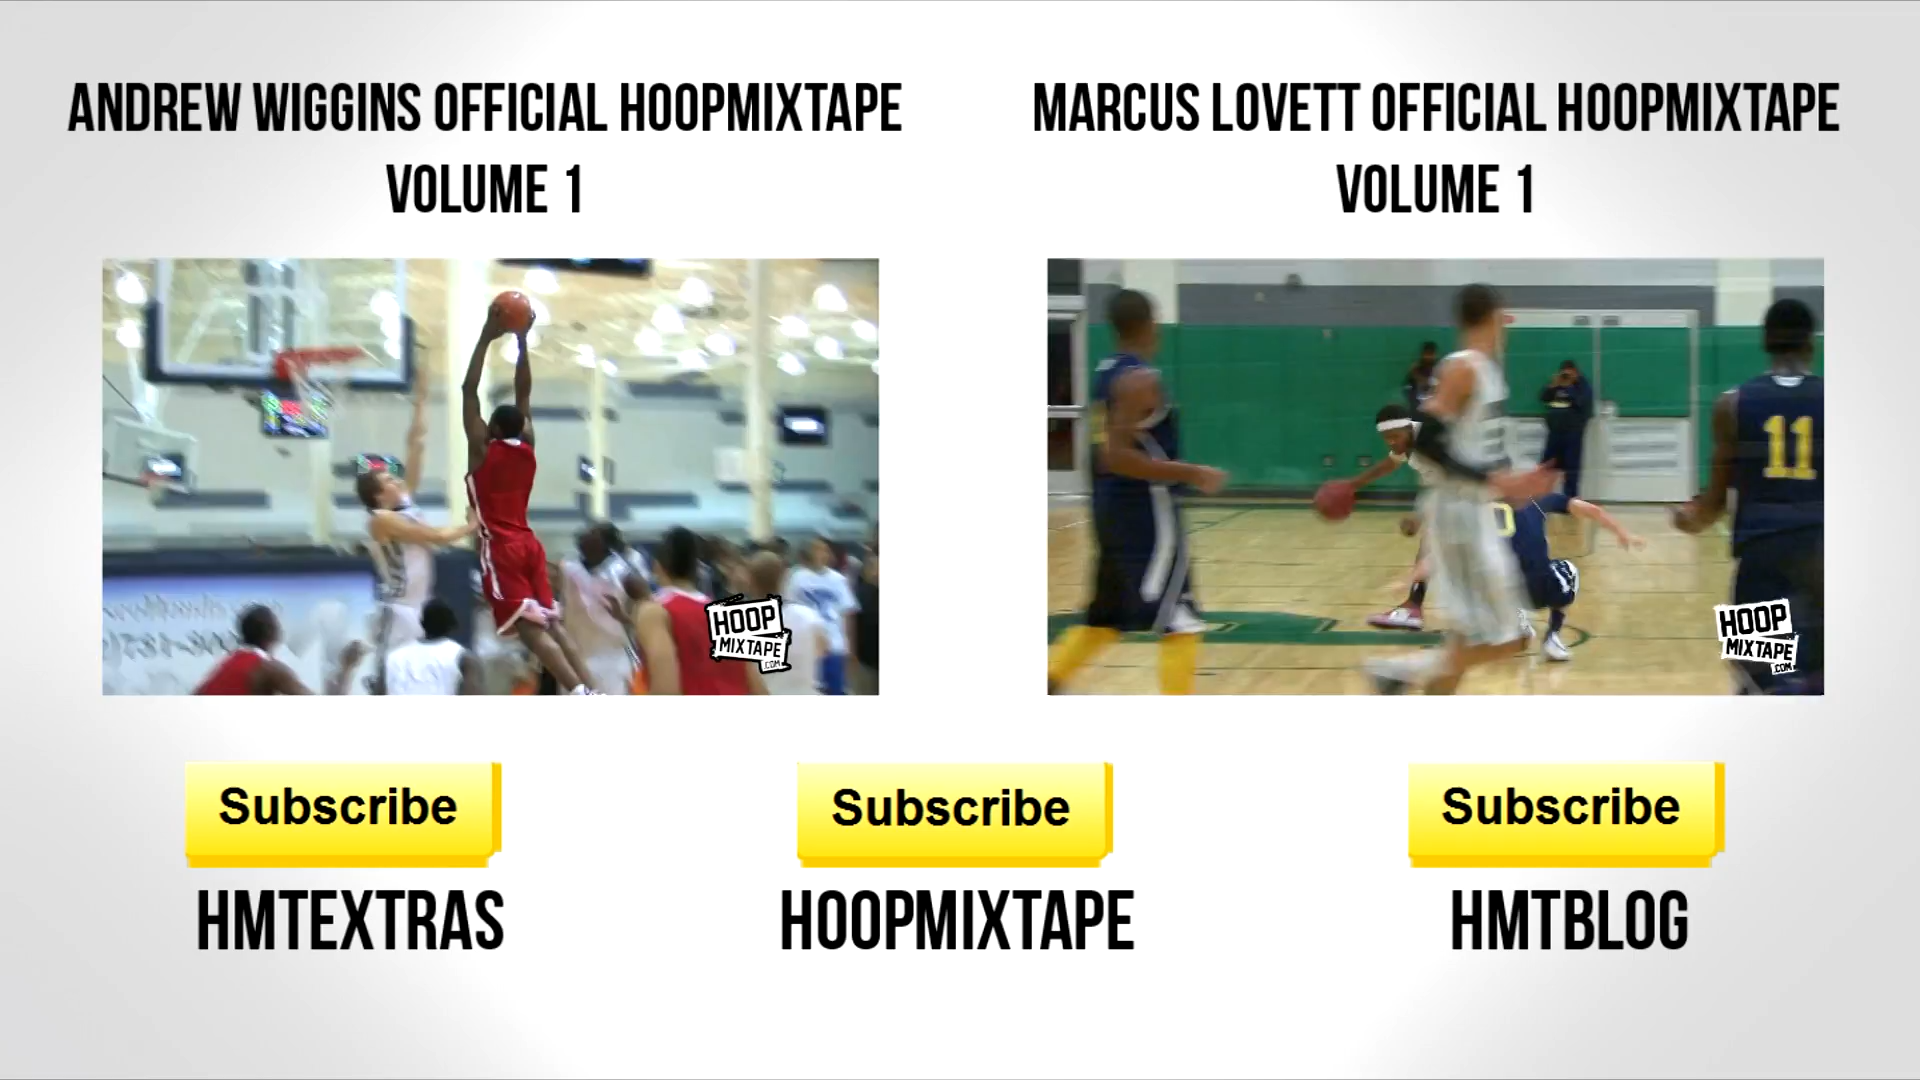 ANDREW WIGGINS OFFICIAL HOOPMIXTAPE
VOLUME 1
MARCUS LOVETT OFFICIAL HOOPMIXTAPE
VOLUME 1
HOOP
MIXTAPE
.COM
11
0
HOOP
MIXTAPE
.COM
Subscribe
Subscribe
Subscribe
HMTEXTRAS
HOOPMIXTAPE
HMTBLOG